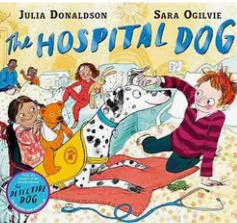 JULIA DONALDSON SARA OGILVIE
THE HOSPITAL DOG
DETECTIVE
DOG